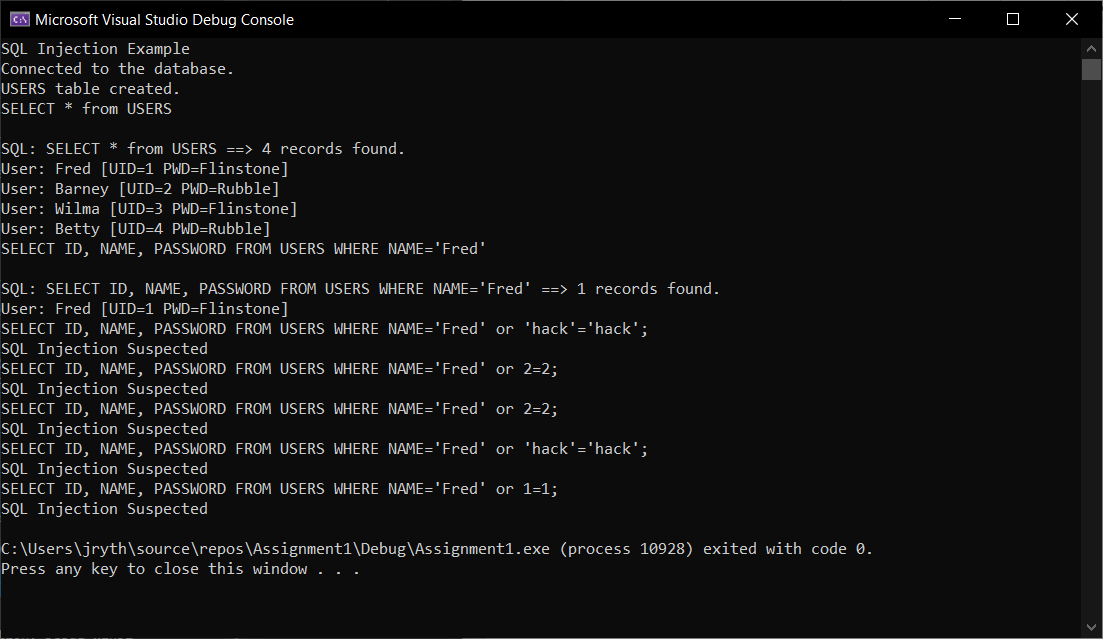 Microsoft Visual Studio Debug Console
SQL Injection Example
Connected to the database.
USERS table created.
SELECT * from USERS
SQL: SELECT * from USERS ==> 4 records found.
User: Fred [UID=1 PWD=Flinstone]
User: Barney [UID=2 PWD=Rubble]
User: Wilma [UID=3 PWD=Flinstone]
User: Betty [UID=4 PWD=Rubble]
SELECT ID, NAME, PASSWORD FROM USERS WHERE NAME='Fred'
SQL: SELECT ID, NAME, PASSWORD FROM USERS WHERE NAME='Fred' ==> 1 records found.
User: Fred [UID=1 PWD=Flinstone]
SELECT ID, NAME, PASSWORD FROM USERS WHERE NAME='Fred' or 'hack'='hack';
SQL Injection Suspected
SELECT ID, NAME, PASSWORD FROM USERS WHERE NAME='Fred' or 2=2;
SQL Injection Suspected
SELECT ID, NAME, PASSWORD FROM USERS WHERE NAME='Fred' or 2=2;
SQL Injection Suspected
SELECT ID, NAME, PASSWORD FROM USERS WHERE NAME='Fred' or 'hack'='hack';
SQL Injection Suspected
SELECT ID, NAME, PASSWORD FROM USERS WHERE NAME='Fred' or 1=1;
SQL Injection Suspected
C:\Users\jryth\source\repos\Assignment1\Debug\Assignment1.exe (process 10928) exited with code 0.
Press any key to close this window . . .